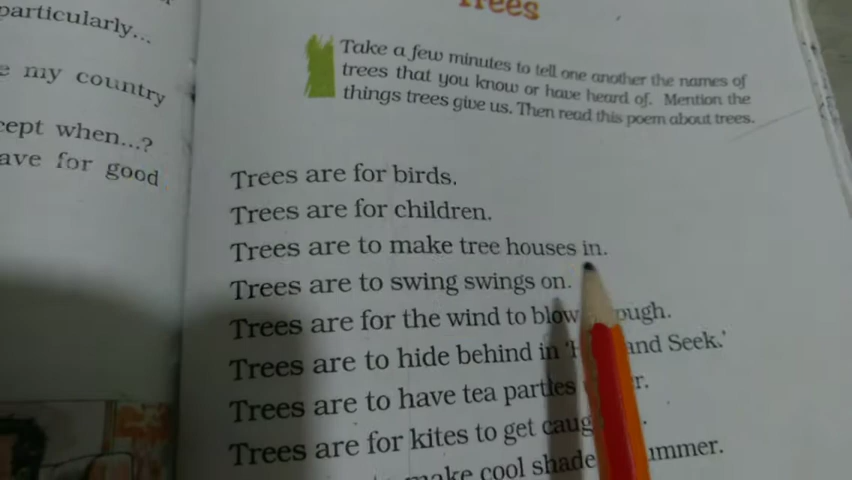 particularly...
my country
when...?
for good
Trees
Take a few minutes to tell one another the names of
trees that you know or have heard of. Mention the
things trees give us. Then read this poem about trees.
Trees are for birds.
Trees are for children.
Trees are to make tree houses in.
Trees are to swing swings on.
Trees are for the wind to blow
Trees are to hide behind in and Seek.'
Trees are to have tea parties
Trees are for kites to get
make cool shade